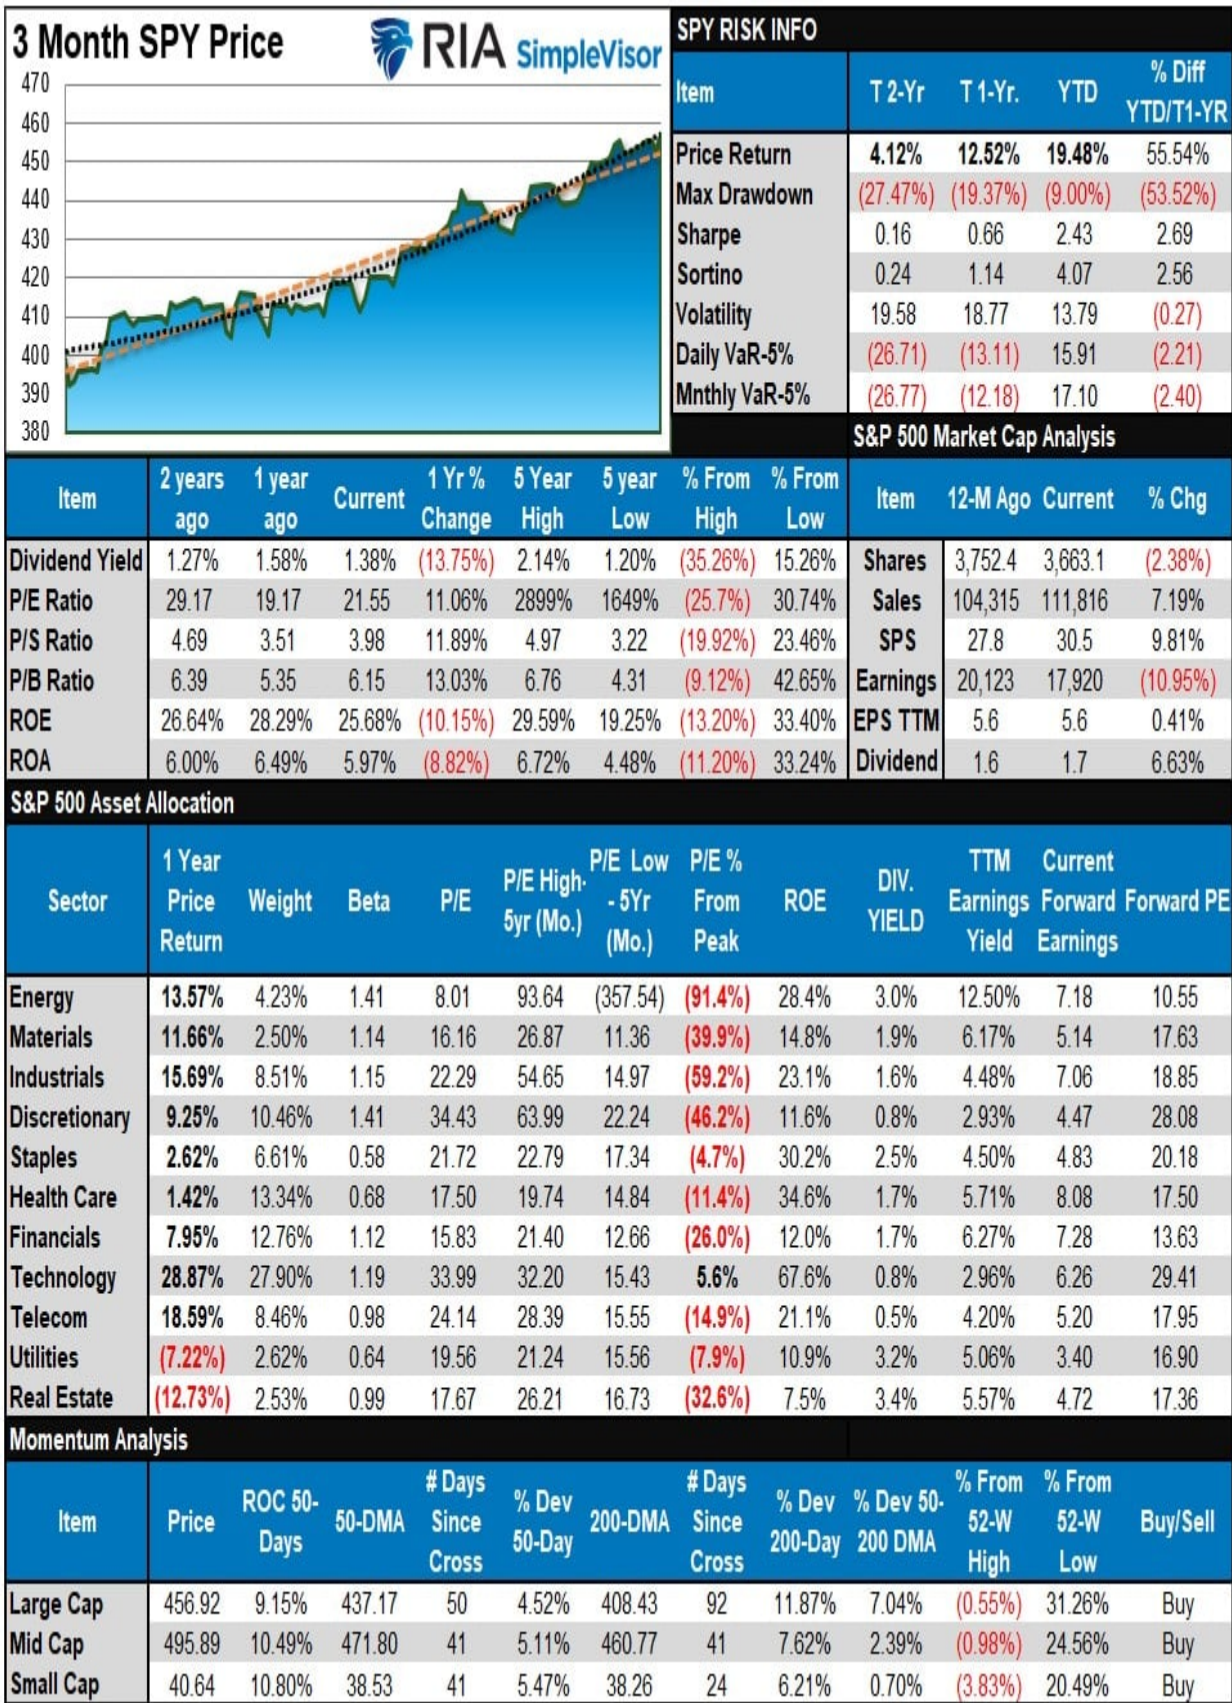 3 Month SPY Price
RIA SimpleVisor
470
460
450
440
430
420
410
400
390
380
SPY RISK INFO
Item T 2-Yr T 1-Yr. YTD % Diff YTD/T1-YR
Price Return 4.12% 12.52% 19.48% 55.54%
Max Drawdown (27.47%) (19.37%) (9.00%) (53.52%)
Sharpe 0.16 0.66 2.43 2.69
Sortino 0.24 1.14 4.07 2.56
Volatility 19.58 18.77 13.79 (0.27)
Daily VaR-5% (26.71) (13.11) 15.91 (2.21)
Mnthly VaR-5% (26.77) (12.18) 17.10 (2.40)
Item 2 years ago 1 year ago Current 1 Yr % Change 5 Year High 5 year Low % From High % From Low
Dividend Yield 1.27% 1.58% 1.38% (13.75%) 2.14% 1.20% (35.26%) 15.26%
P/E Ratio 29.17 19.17 21.55 11.06% 2899% 1649% (25.7%) 30.74%
P/S Ratio 4.69 3.51 3.98 11.89% 4.97 3.22 (19.92%) 23.46%
P/B Ratio 6.39 5.35 6.15 13.03% 6.76 4.31 (9.12%) 42.65%
ROE 26.64% 28.29% 25.68% (10.15%) 29.59% 19.25% (13.20%) 33.40%
ROA 6.00% 6.49% 5.97% (8.82%) 6.72% 4.48% (11.20%) 33.24%
S&P 500 Market Cap Analysis
Item 12-M Ago Current % Chg
Shares 3,752.4 3,663.1 (2.38%)
Sales 104,315 111,816 7.19%
SPS 27.8 30.5 9.81%
Earnings 20,123 17,920 (10.95%)
EPS TTM 5.6 5.6 0.41%
Dividend 1.6 1.7 6.63%
S&P 500 Asset Allocation
Sector 1 Year Price Return Weight Beta P/E P/E High- 5yr (Mo.) P/E Low - 5Yr (Mo.) P/E % From Peak ROE DIV. YIELD TTM Earnings Yield Current Forward Earnings Forward PE
Energy 13.57% 4.23% 1.41 8.01 93.64 (357.54) (91.4%) 28.4% 3.0% 12.50% 7.18 10.55
Materials 11.66% 2.50% 1.14 16.16 26.87 11.36 (39.9%) 14.8% 1.9% 6.17% 5.14 17.63
Industrials 15.69% 8.51% 1.15 22.29 54.65 14.97 (59.2%) 23.1% 1.6% 4.48% 7.06 18.85
Discretionary 9.25% 10.46% 1.41 34.43 63.99 22.24 (46.2%) 11.6% 0.8% 2.93% 4.47 28.08
Staples 2.62% 6.61% 0.58 21.72 22.79 17.34 (4.7%) 30.2% 2.5% 4.50% 4.83 20.18
Health Care 1.42% 13.34% 0.68 17.50 19.74 14.84 (11.4%) 34.6% 1.7% 5.71% 8.08 17.50
Financials 7.95% 12.76% 1.12 15.83 21.40 12.66 (26.0%) 12.0% 1.7% 6.27% 7.28 13.63
Technology 28.87% 27.90% 1.19 33.99 32.20 15.43 5.6% 67.6% 0.8% 2.96% 6.26 29.41
Telecom 18.59% 8.46% 0.98 24.14 28.39 15.55 (14.9%) 21.1% 0.5% 4.20% 5.20 17.95
Utilities (7.22%) 2.62% 0.64 19.56 21.24 15.56 (7.9%) 10.9% 3.2% 5.06% 3.40 16.90
Real Estate (12.73%) 2.53% 0.99 17.67 26.21 16.73 (32.6%) 7.5% 3.4% 5.57% 4.72 17.36
Momentum Analysis
Item Price ROC 50-Days 50-DMA # Days Since Cross % Dev 50-Day 200-DMA # Days Since Cross % Dev 200-Day % Dev 50-200 DMA % From 52-W High % From 52-W Low Buy/Sell
Large Cap 456.92 9.15% 437.17 50 4.52% 408.43 92 11.87% 7.04% (0.55%) 31.26% Buy
Mid Cap 495.89 10.49% 471.80 41 5.11% 460.77 41 7.62% 2.39% (0.98%) 24.56% Buy
Small Cap 40.64 10.80% 38.53 41 5.47% 38.26 24 6.21% 0.70% (3.83%) 20.49% Buy